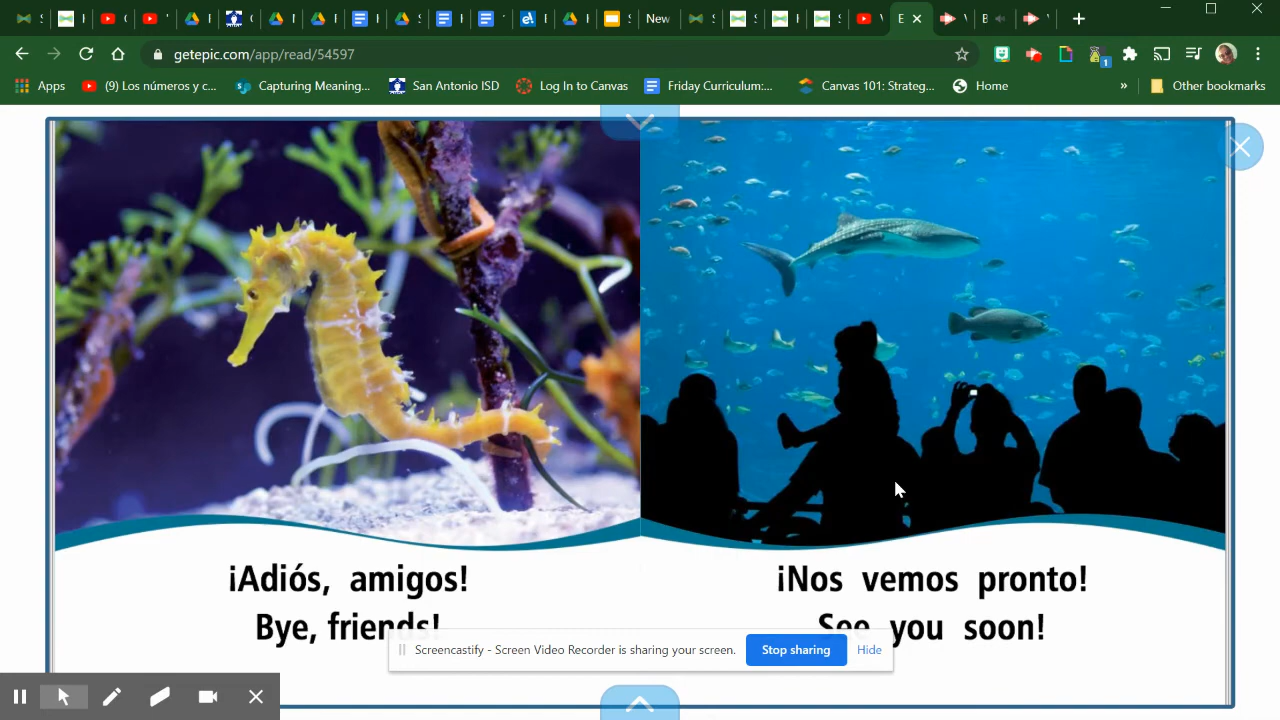 New
getepic.com/app/read/54597
Apps
(9) Los números y c...
Capturing Meaning...
San Antonio ISD
Log In to Canvas
Friday Curriculum:...
Canvas 101: Strateg...
Home
»
Other bookmarks
1
¡Adiós, amigos!
Bye, friends!
¡Nos vemos pronto!
See you soon!
Screencastify - Screen Video Recorder is sharing your screen.
Stop sharing
Hide